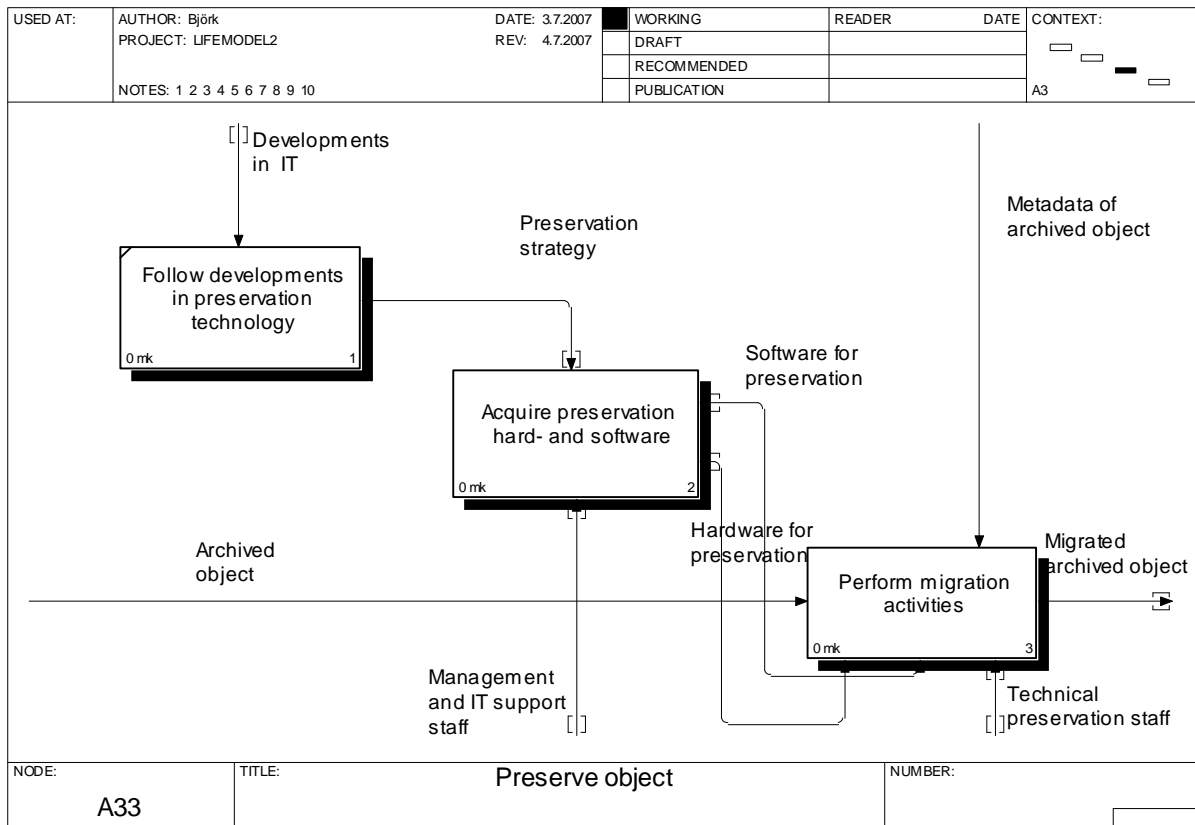 USED AT:
AUTHOR: Björk
DATE: 3.7.2007
PROJECT: LIFEMODEL2
REV: 4.7.2007
NOTES: 1 2 3 4 5 6 7 8 9 10
WORKING
DRAFT
RECOMMENDED
PUBLICATION
READER
DATE
CONTEXT:
A3
Developments
in IT
Metadata of
archived object
Preservation
strategy
Follow developments
in preservation
technology
0 mk
1
Software for
preservation
Acquire preservation
hard- and software
0 mk
2
Hardware for
preservation
Archived
object
Migrated
archived object
Perform migration
activities
0 mk
3
Management
and IT support
staff
Technical
preservation staff
NODE:
A33
TITLE:
Preserve object
NUMBER: